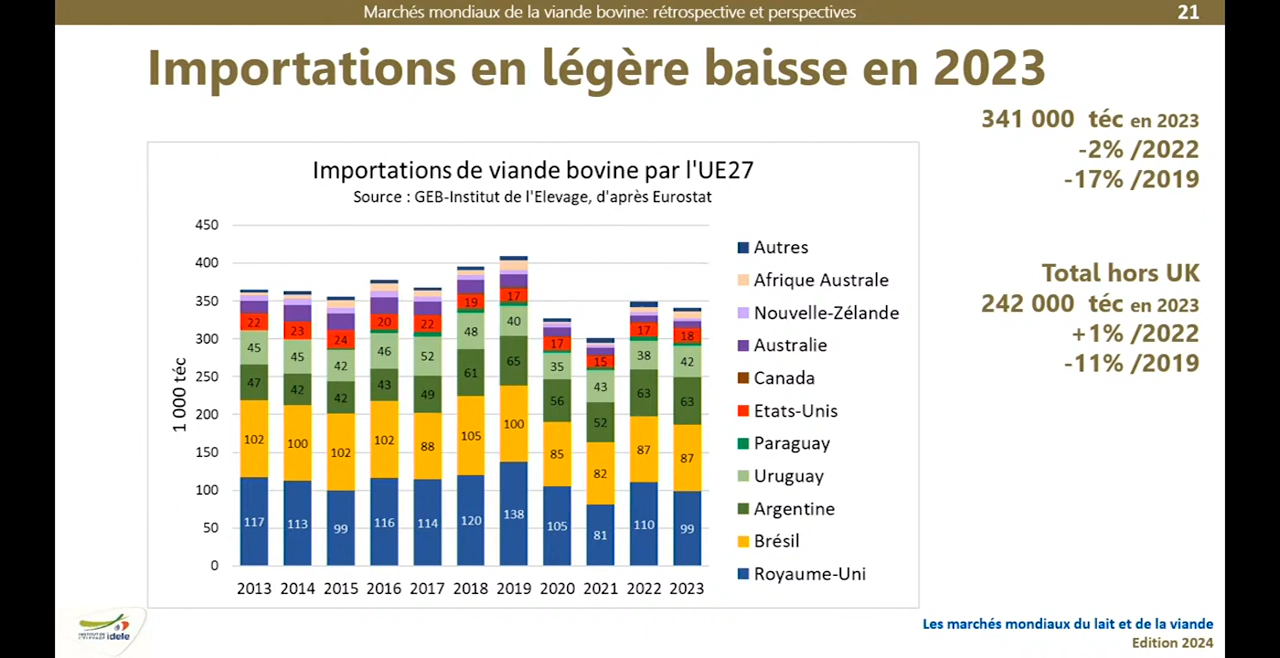 Marchés mondiaux de la viande bovine: rétrospective et perspectives
21
Importations en légère baisse en 2023
341 000 téc en 2023
-2% /2022
-17% /2019
Total hors UK
242 000 téc en 2023
+1% /2022
-11% /2019
Importations de viande bovine par l'UE27
Source : GEB-Institut de l'Elevage, d'après Eurostat
1 000 téc
450
400
350
300
250
200
150
100
50
0
22 23 24 20 22 19 17 17 15 17 18
45 45 42 46 52 48 40 35 43 38 42
47 42 42 43 49 61 65 56 52 63 63
102 100 102 102 88 105 100 85 82 87 87
117 113 99 116 114 120 138 105 81 110 99
2013 2014 2015 2016 2017 2018 2019 2020 2021 2022 2023
Autres
Afrique Australe
Nouvelle-Zélande
Australie
Canada
Etats-Unis
Paraguay
Uruguay
Argentine
Brésil
Royaume-Uni
idele
Les marchés mondiaux du lait et de la viande
Edition 2024